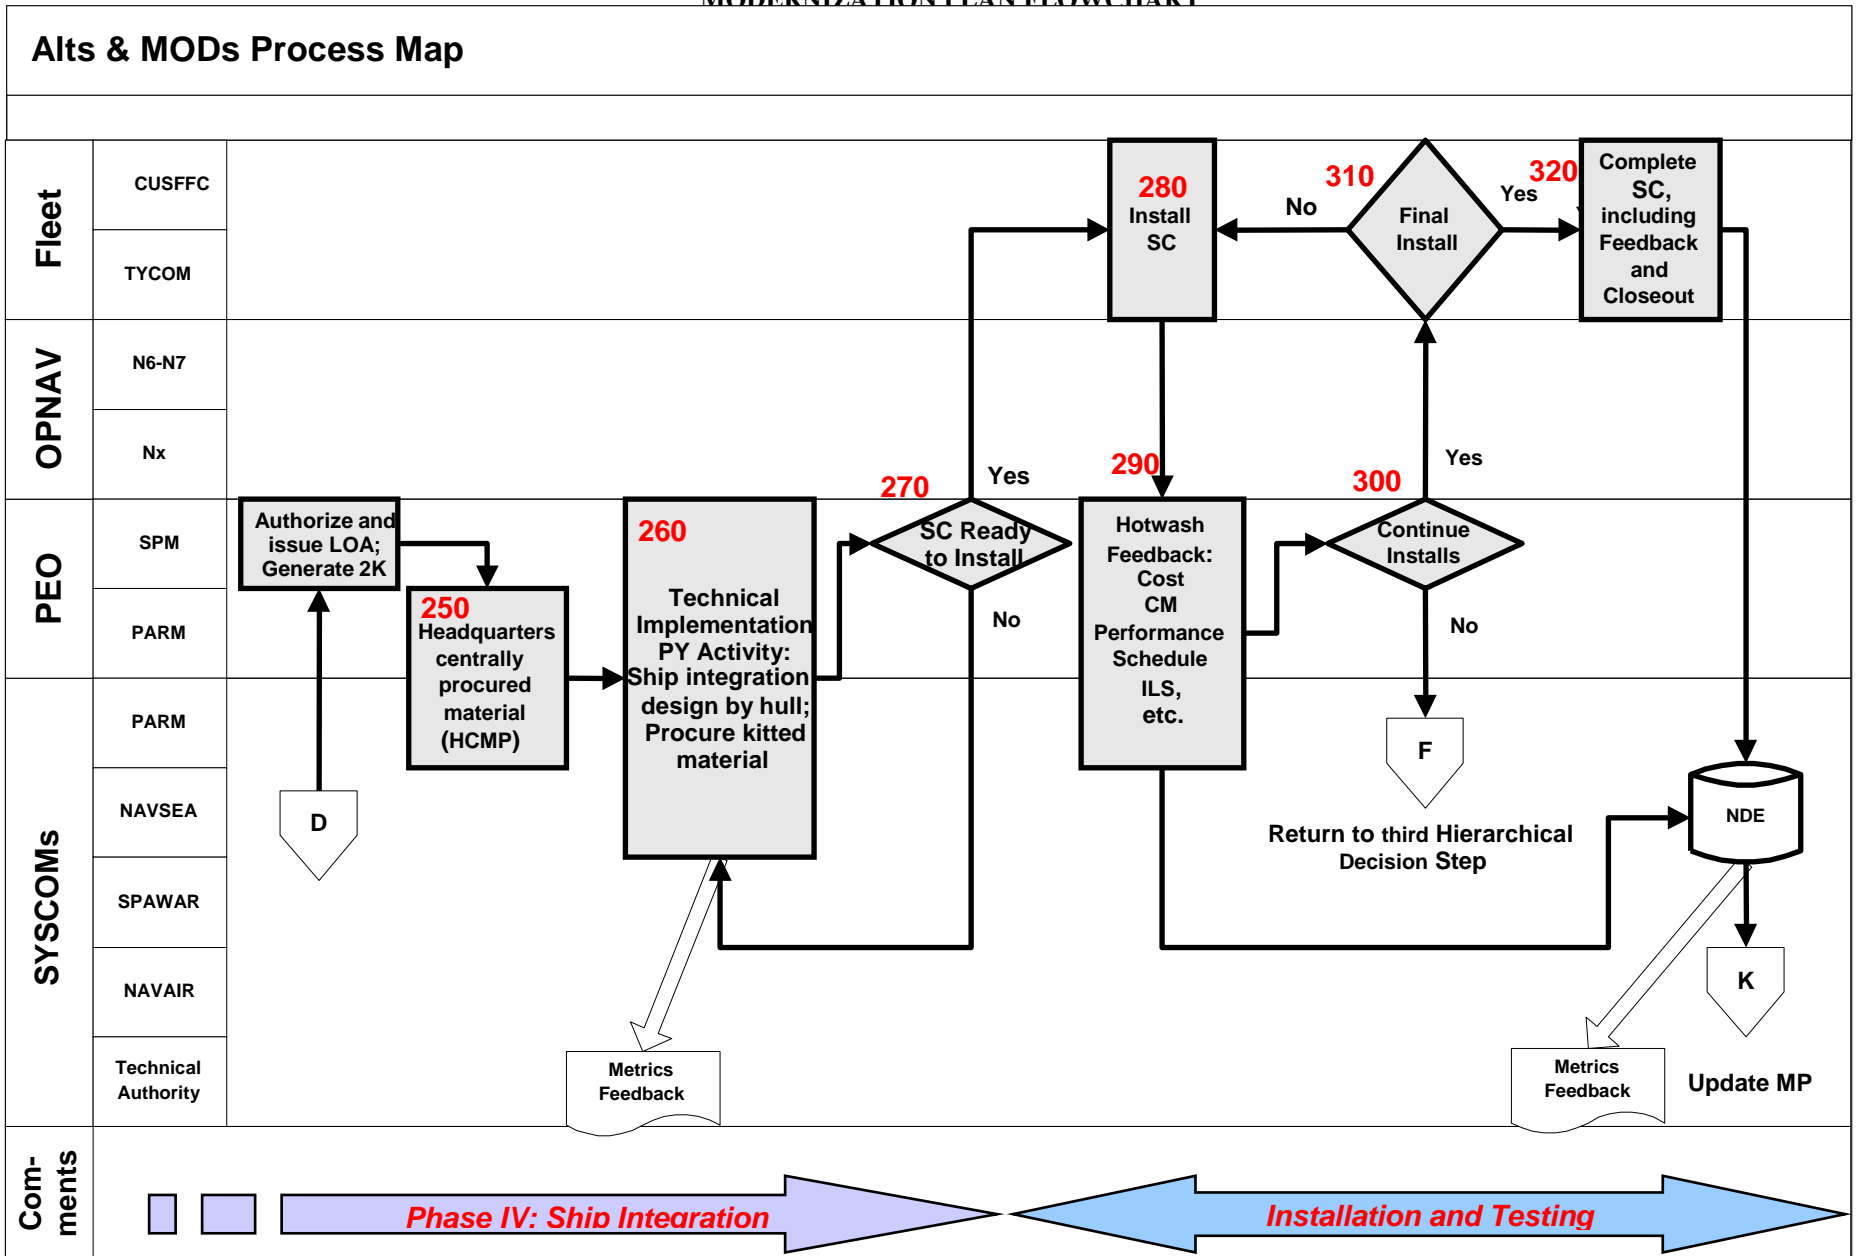 MODERNIZATION PLAN FLOWCHART
Alts & MODs Process Map
Fleet
CUSFFC
TYCOM
280
Install
SC
No
310
Final
Install
Yes
320
Complete
SC,
including
Feedback
and
Closeout
OPNAV
N6-N7
Nx
270
Yes
290
300
Yes
PEO
SPM
PARM
Authorize and
issue LOA;
Generate 2K
250
Headquarters
centrally
procured
material
(HCMP)
260
Technical
Implementation
PY Activity:
Ship integration
design by hull;
Procure kitted
material
SC Ready
to Install
No
Hotwash
Feedback:
Cost
CM
Performance
Schedule
ILS,
etc.
Continue
Installs
No
SYSCOMs
PARM
NAVSEA
SPAWAR
NAVAIR
Technical
Authority
D
F
Return to third Hierarchical
Decision Step
NDE
K
Metrics
Feedback
Metrics
Feedback
Update MP
Com-
ments
Phase IV: Ship Integration
Installation and Testing